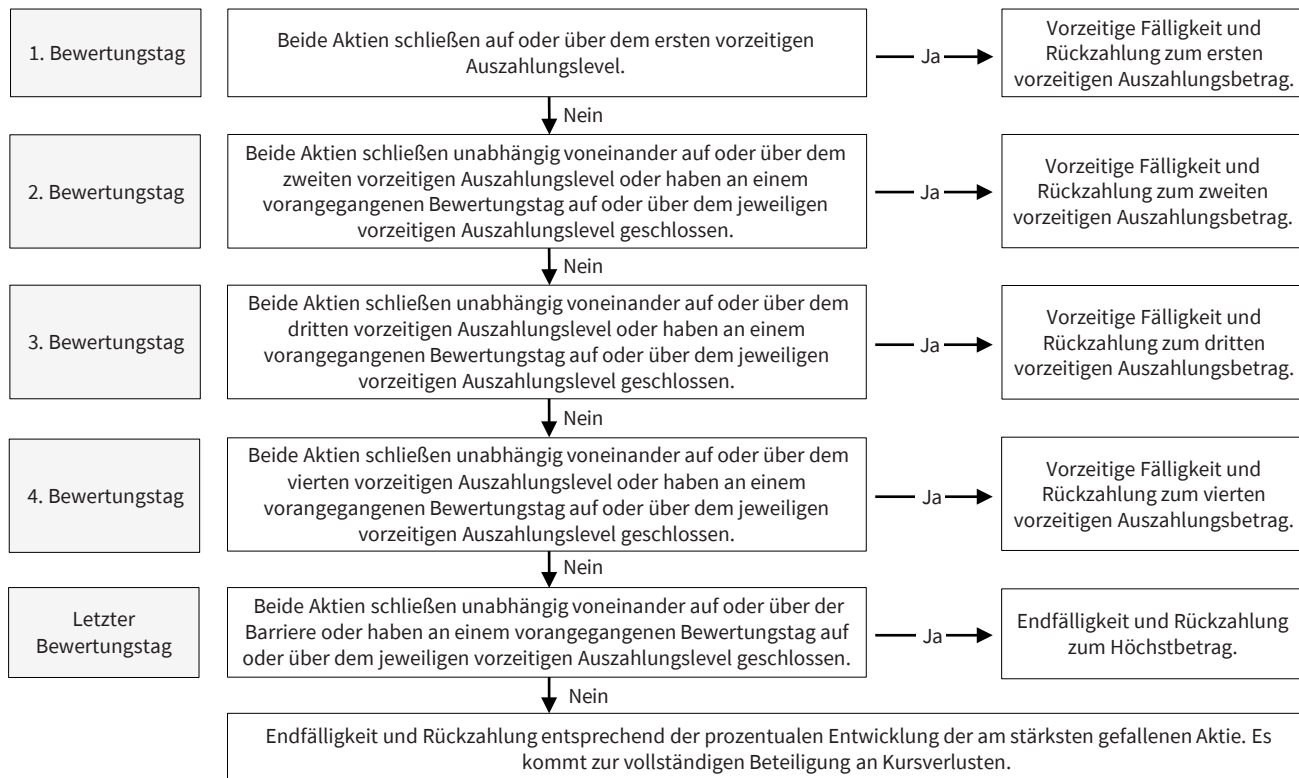 1. Bewertungstag
Beide Aktien schließen auf oder über dem ersten vorzeitigen
Auszahlungslevel.
Ja
Vorzeitige Fälligkeit und
Rückzahlung zum ersten
vorzeitigen Auszahlungsbetrag.
Nein
2. Bewertungstag
Beide Aktien schließen unabhängig voneinander auf oder über dem
zweiten vorzeitigen Auszahlungslevel oder haben an einem
vorangegangenen Bewertungstag auf oder über dem jeweiligen
vorzeitigen Auszahlungslevel geschlossen.
Ja
Vorzeitige Fälligkeit und
Rückzahlung zum zweiten
vorzeitigen Auszahlungsbetrag.
Nein
3. Bewertungstag
Beide Aktien schließen unabhängig voneinander auf oder über dem
dritten vorzeitigen Auszahlungslevel oder haben an einem
vorangegangenen Bewertungstag auf oder über dem jeweiligen
vorzeitigen Auszahlungslevel geschlossen.
Ja
Vorzeitige Fälligkeit und
Rückzahlung zum dritten
vorzeitigen Auszahlungsbetrag.
Nein
4. Bewertungstag
Beide Aktien schließen unabhängig voneinander auf oder über dem
vierten vorzeitigen Auszahlungslevel oder haben an einem
vorangegangenen Bewertungstag auf oder über dem jeweiligen
vorzeitigen Auszahlungslevel geschlossen.
Ja
Vorzeitige Fälligkeit und
Rückzahlung zum vierten
vorzeitigen Auszahlungsbetrag.
Nein
Letzter
Bewertungstag
Beide Aktien schließen unabhängig voneinander auf oder über der
Barriere oder haben an einem vorangegangenen Bewertungstag auf
oder über dem jeweiligen vorzeitigen Auszahlungslevel geschlossen.
Ja
Endfälligkeit und Rückzahlung
zum Höchstbetrag.
Nein
Endfälligkeit und Rückzahlung entsprechend der prozentualen Entwicklung der am stärksten gefallenen Aktie. Es
kommt zur vollständigen Beteiligung an Kursverlusten.